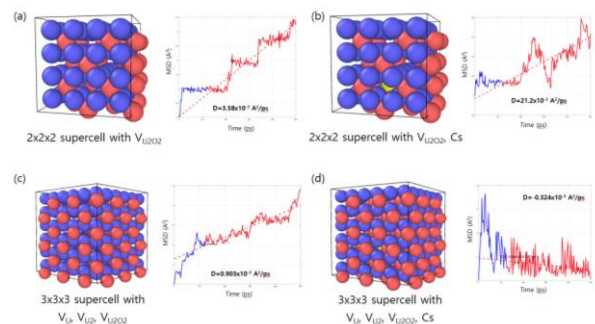 (a)
MSD (Å²)
D=3.58x10⁻³ Å²/ps
Time (ps)
2x2x2 supercell with V_U2O2
(b)
MSD (Å²)
D=21.2x10⁻³ Å²/ps
Time (ps)
2x2x2 supercell with V_U2O2, Cs
(c)
MSD (Å²)
D=0.903x10⁻³ Å²/ps
Time (ps)
3x3x3 supercell with
V_U, V_U2, V_U2O2
(d)
MSD (Å²)
D=-0.324x10⁻³ Å²/ps
Time (ps)
3x3x3 supercell with
V_U, V_U2, V_U2O2, Cs